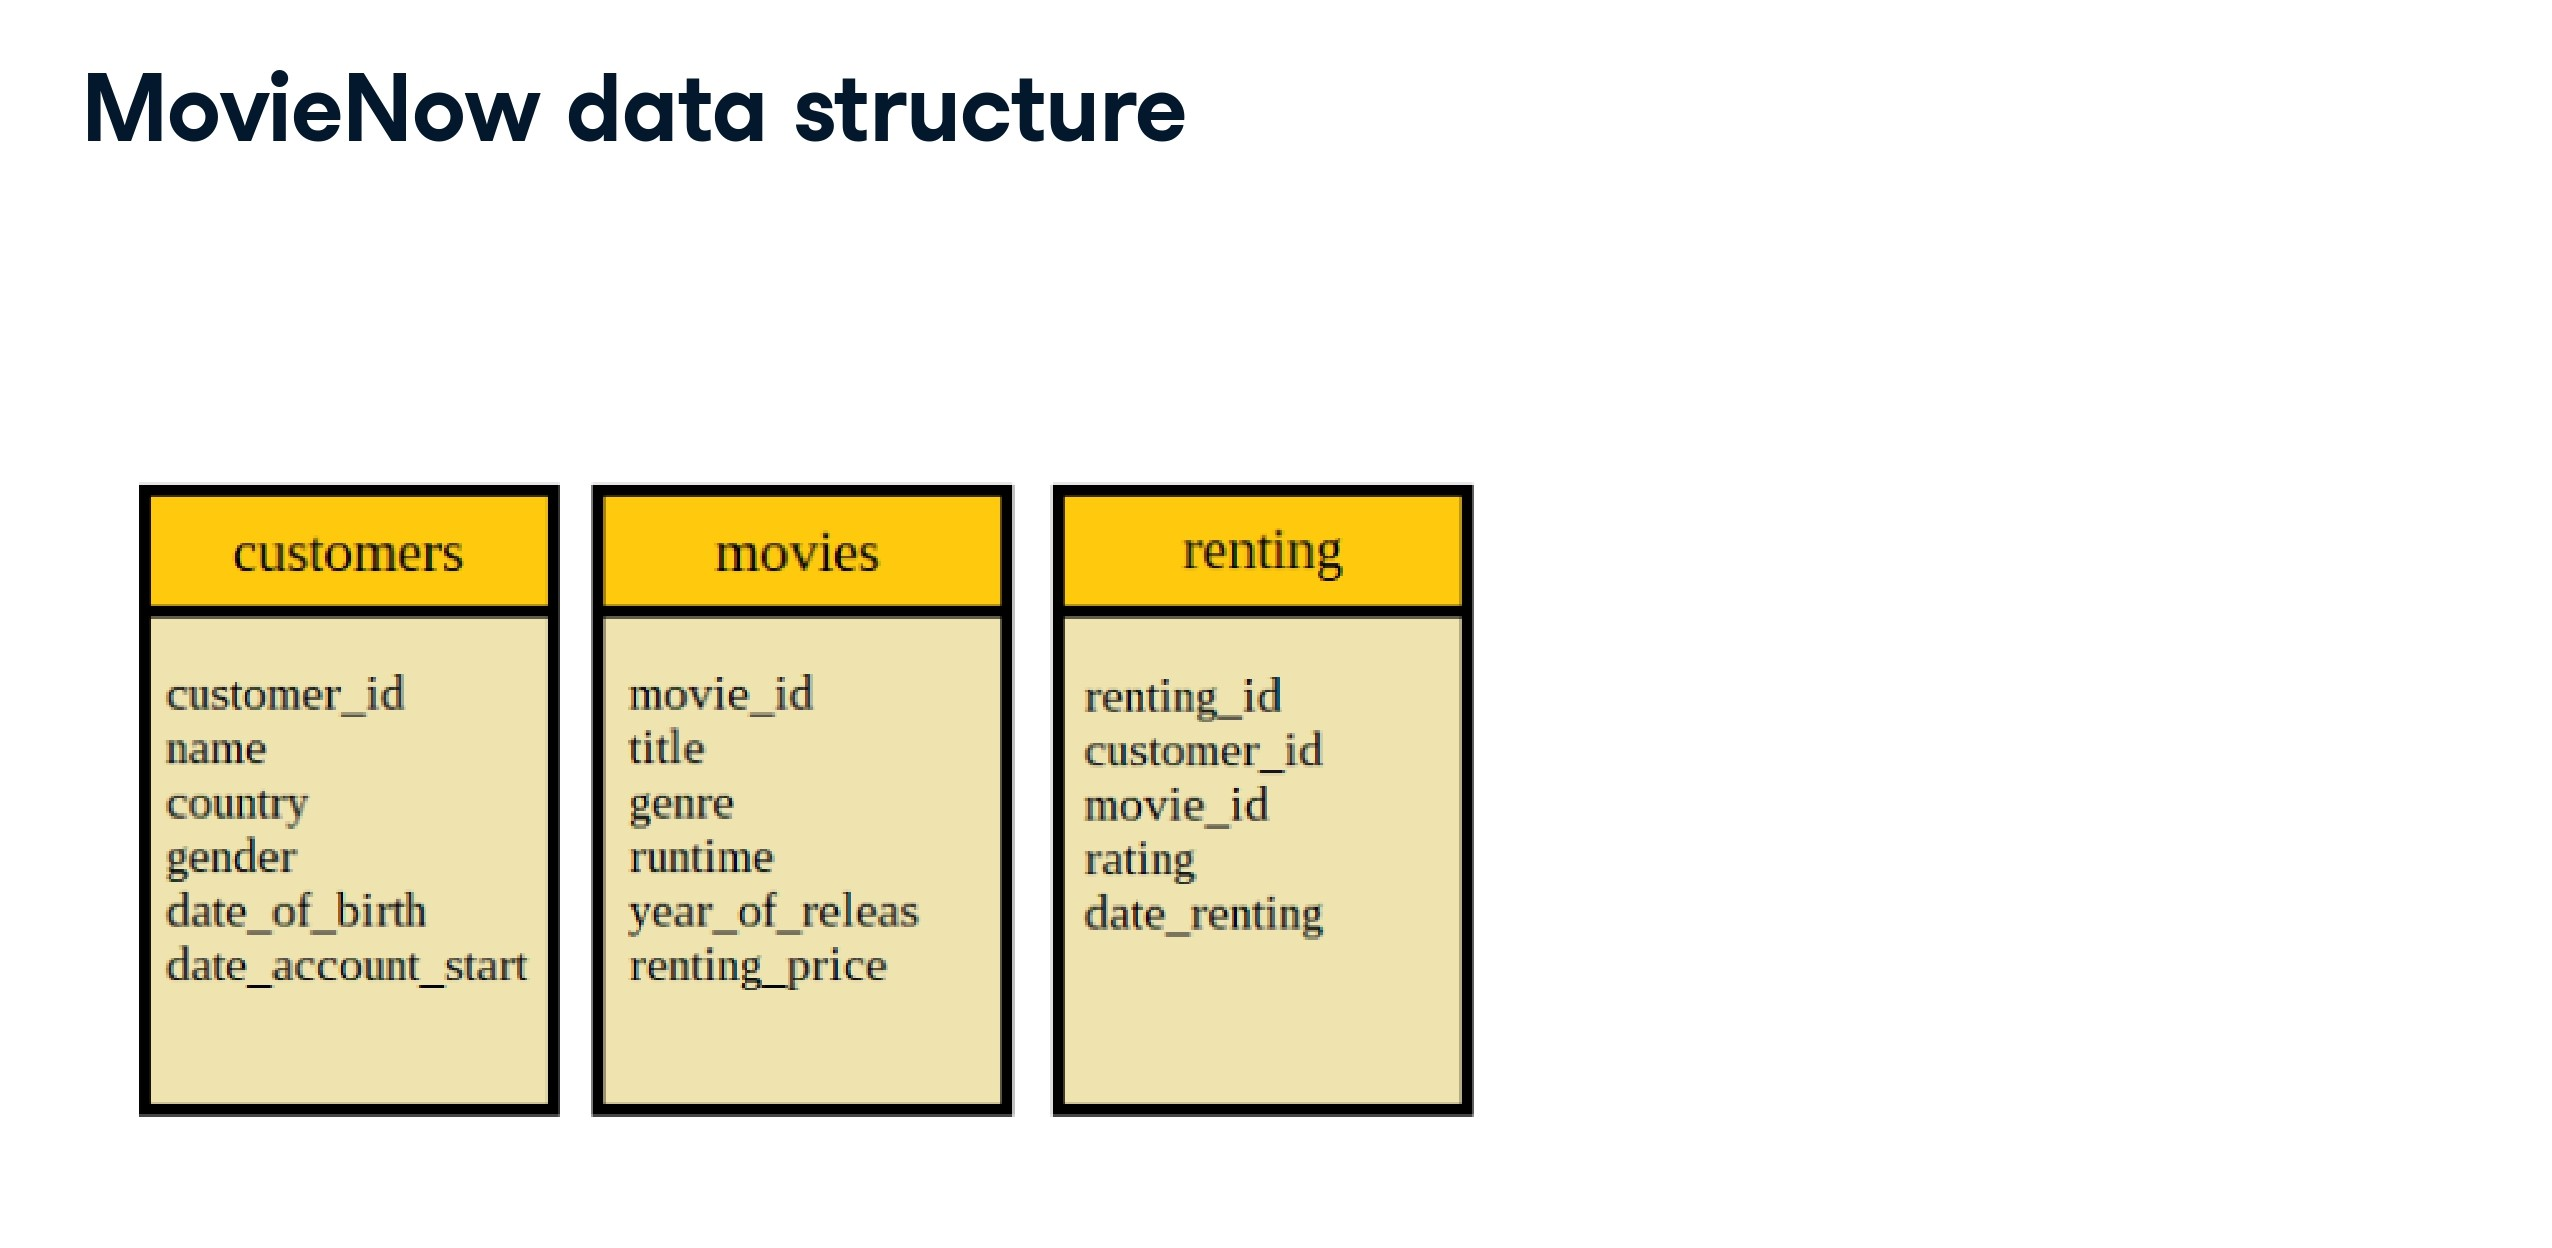 MovieNow data structure
customers
customer_id
name
country
gender
date_of_birth
date_account_start
movies
movie_id
title
genre
runtime
year_of_releas
renting_price
renting
renting_id
customer_id
movie_id
rating
date_renting